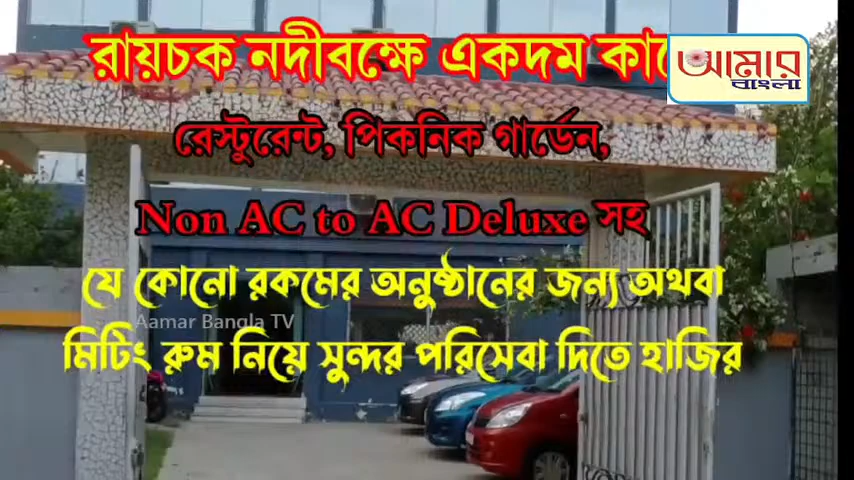 রায়চক নদীবক্ষে একদম
আমার
বাংলা
রেস্টুরেন্ট, পিকনিক গার্ডেন,
Non AC to AC Deluxe সহ
যে কোনো রকমের অনুষ্ঠানের জন্য অথবা
Aamar Bangla TV
মিটিং রুম নিয়ে সুন্দর পরিসেবা দিতে হাজির